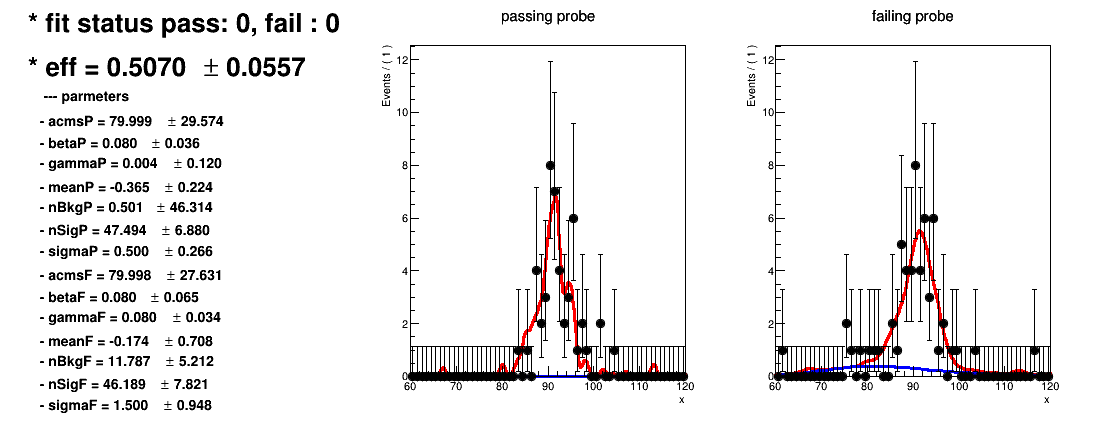 * fit status pass: 0, fail : 0
* eff = 0.5070 ± 0.0557
--- parmeters
- acmsP = 79.999 ± 29.574
- betaP = 0.080 ± 0.036
- gammaP = 0.004 ± 0.120
- meanP = -0.365 ± 0.224
- nBkgP = 0.501 ± 46.314
- nSigP = 47.494 ± 6.880
- sigmaP = 0.500 ± 0.266
- acmsF = 79.998 ± 27.631
- betaF = 0.080 ± 0.065
- gammaF = 0.080 ± 0.034
- meanF = -0.174 ± 0.708
- nBkgF = 11.787 ± 5.212
- nSigF = 46.189 ± 7.821
- sigmaF = 1.500 ± 0.948
passing probe
Events / ( 1 )
12
10
8
6
4
2
0
60 70 80 90 100 110 120
x
failing probe
Events / ( 1 )
12
10
8
6
4
2
0
60 70 80 90 100 110 120
x